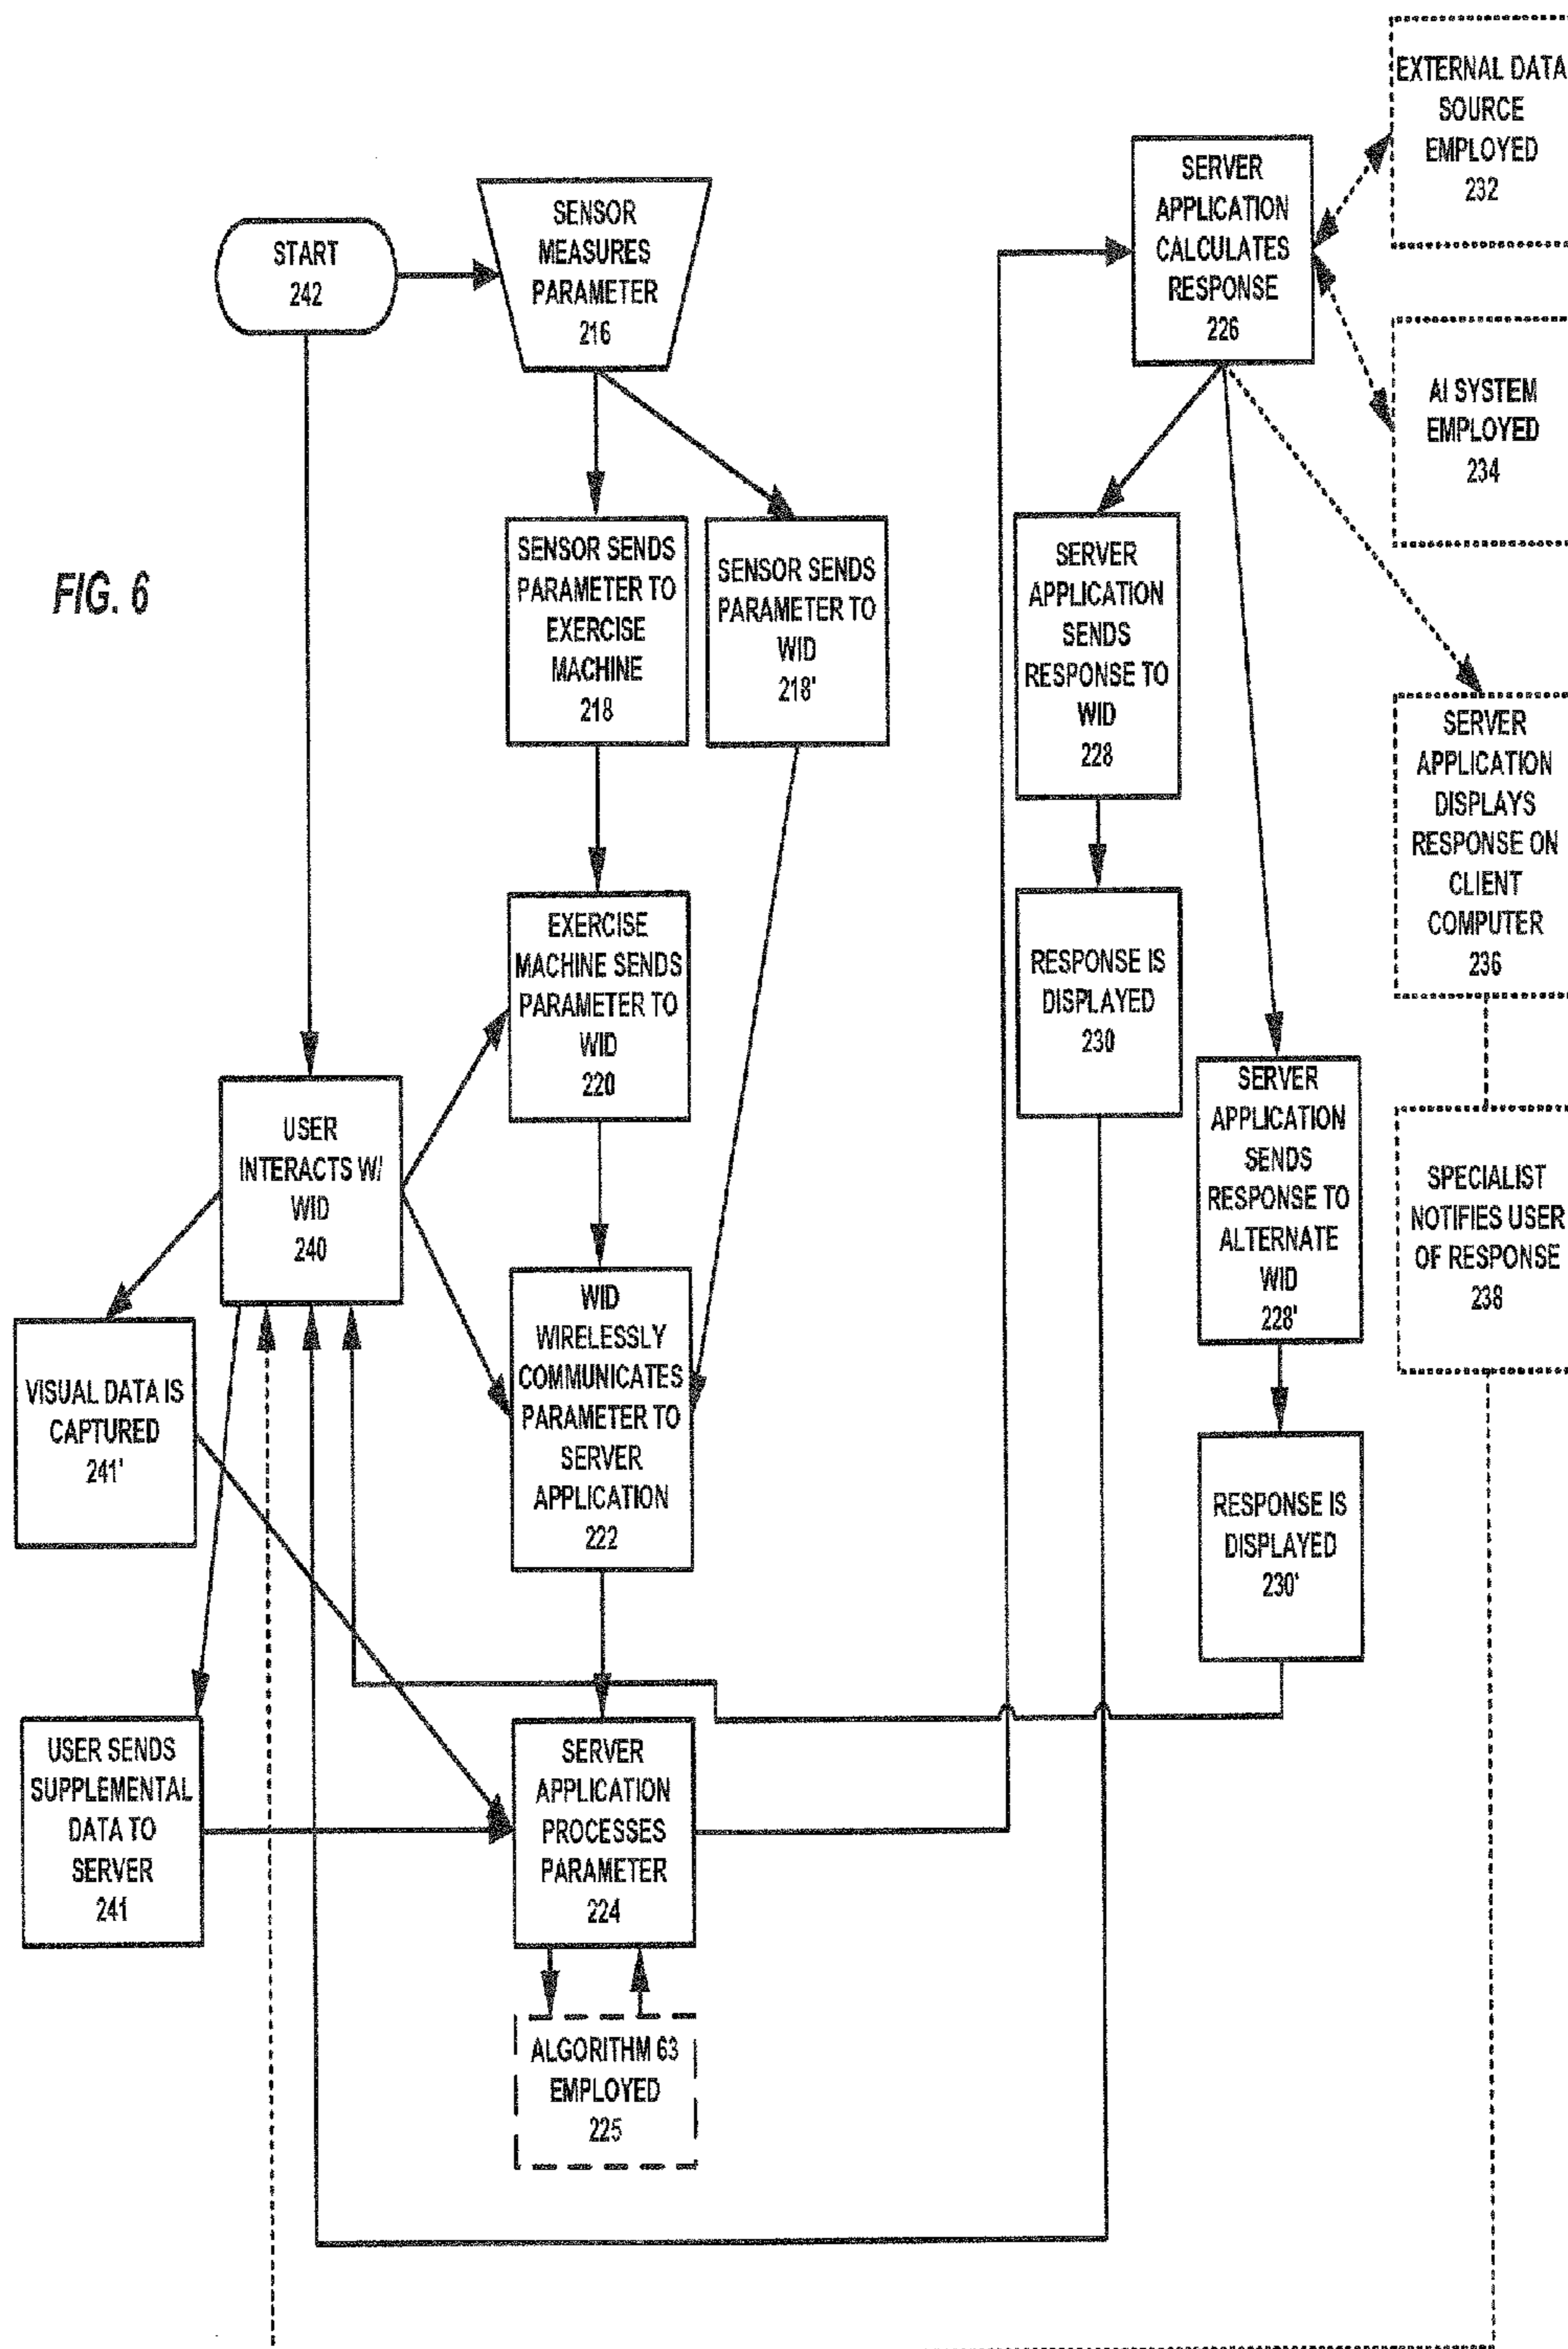 EXTERNAL DATA
SOURCE
EMPLOYED
232
SERVER
APPLICATION
CALCULATES
RESPONSE
226
SENSOR
MEASURES
PARAMETER
216
START
242
AI SYSTEM
EMPLOYED
234
FIG. 6
SENSOR SENDS
PARAMETER TO
EXERCISE
MACHINE
218
SENSOR SENDS
PARAMETER TO
WID
218'
SERVER
APPLICATION
SENDS
RESPONSE TO
WID
228
SERVER
APPLICATION
DISPLAYS
RESPONSE ON
CLIENT
COMPUTER
236
EXERCISE
MACHINE SENDS
PARAMETER TO
WID
220
RESPONSE IS
DISPLAYED
230
USER
INTERACTS W/
WID
240
SERVER
APPLICATION
SENDS
RESPONSE TO
ALTERNATE
WID
228'
SPECIALIST
NOTIFIES USER
OF RESPONSE
238
WID
WIRELESSLY
COMMUNICATES
PARAMETER TO
SERVER
APPLICATION
222
VISUAL DATA IS
CAPTURED
241'
RESPONSE IS
DISPLAYED
230'
USER SENDS
SUPPLEMENTAL
DATA TO
SERVER
241
SERVER
APPLICATION
PROCESSES
PARAMETER
224
ALGORITHM 63
EMPLOYED
225